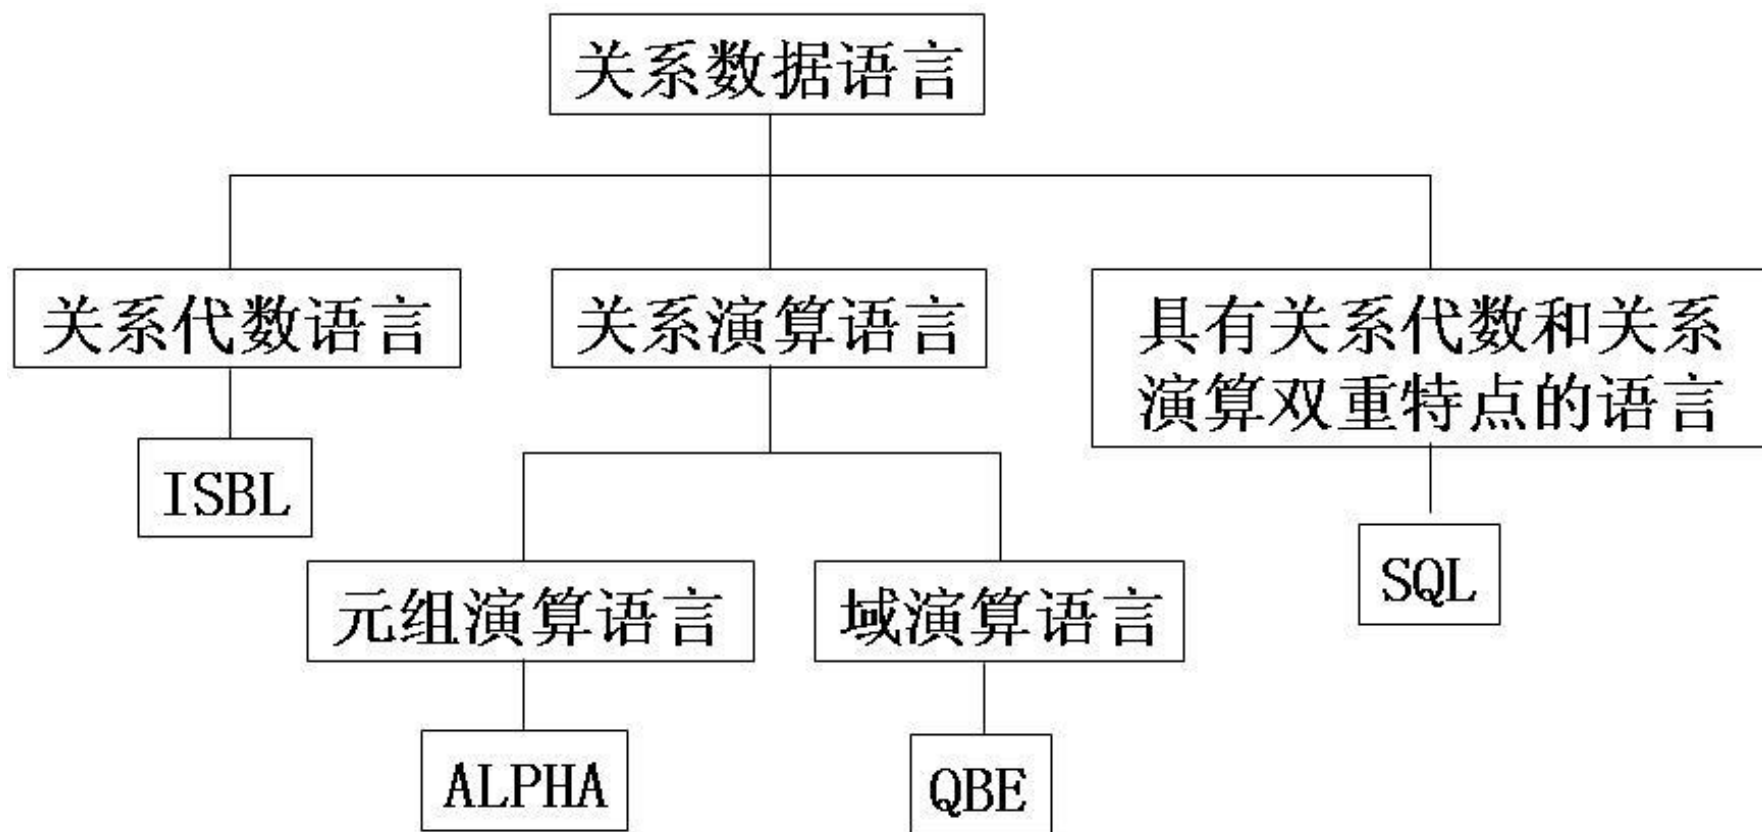 关系数据语言
关系代数语言
关系演算语言
具有关系代数和关系
演算双重特点的语言
ISBL
SQL
元组演算语言
域演算语言
ALPHA
QBE